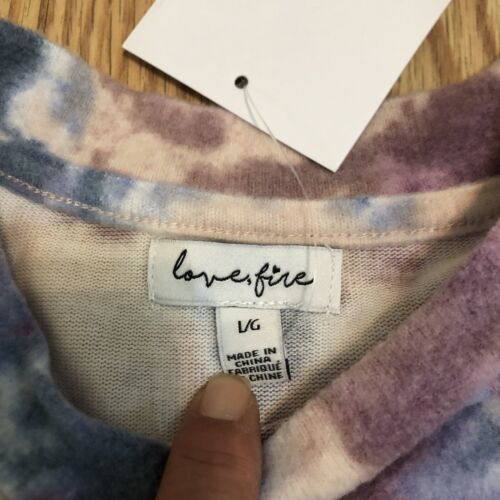 love, fire
L/G
MADE IN
CHINA
FABRIQUÉ
CHINE